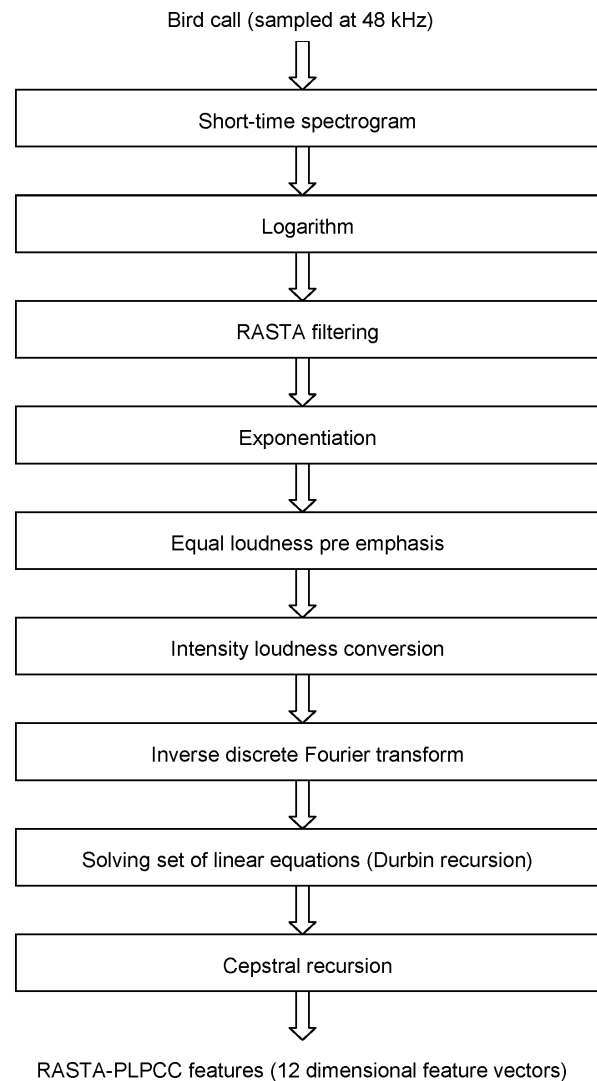 Bird call (sampled at 48 kHz)
Short-time spectrogram
Logarithm
RASTA filtering
Exponentiation
Equal loudness pre emphasis
Intensity loudness conversion
Inverse discrete Fourier transform
Solving set of linear equations (Durbin recursion)
Cepstral recursion
RASTA-PLPCC features (12 dimensional feature vectors)